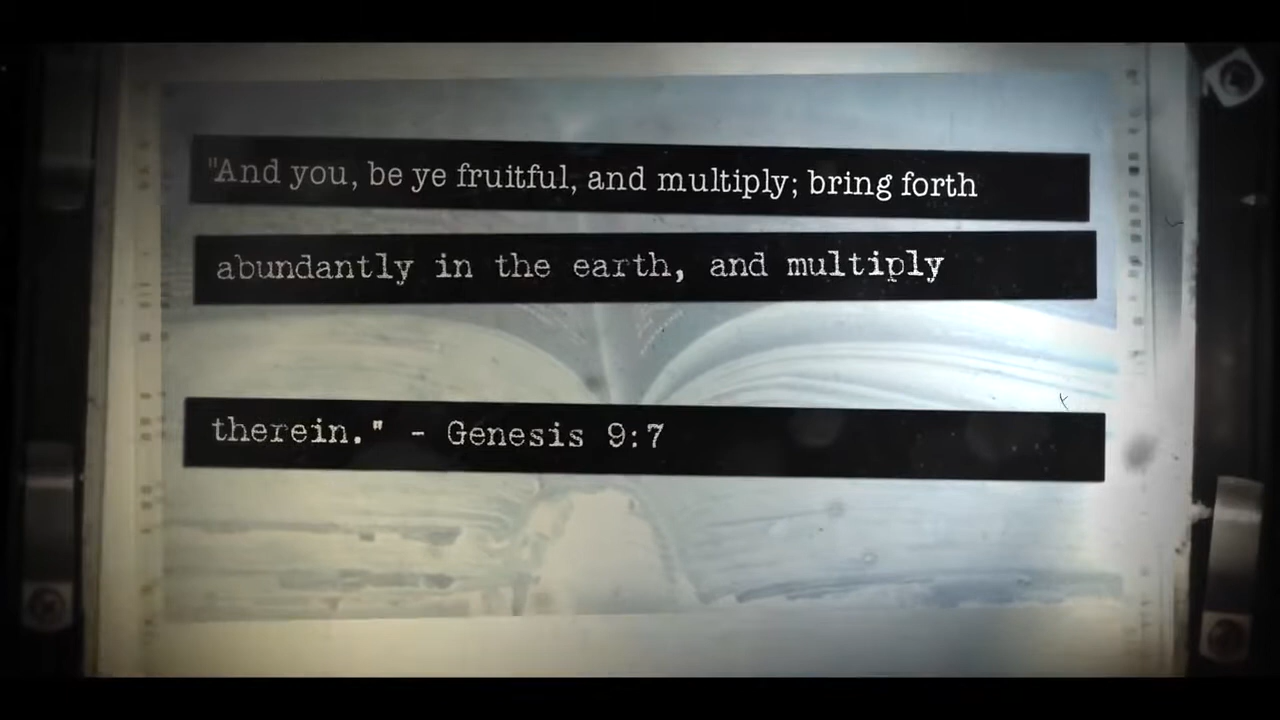 "And you, be ye fruitful, and multiply; bring forth
abundantly in the earth, and multiply
therein." - Genesis 9:7